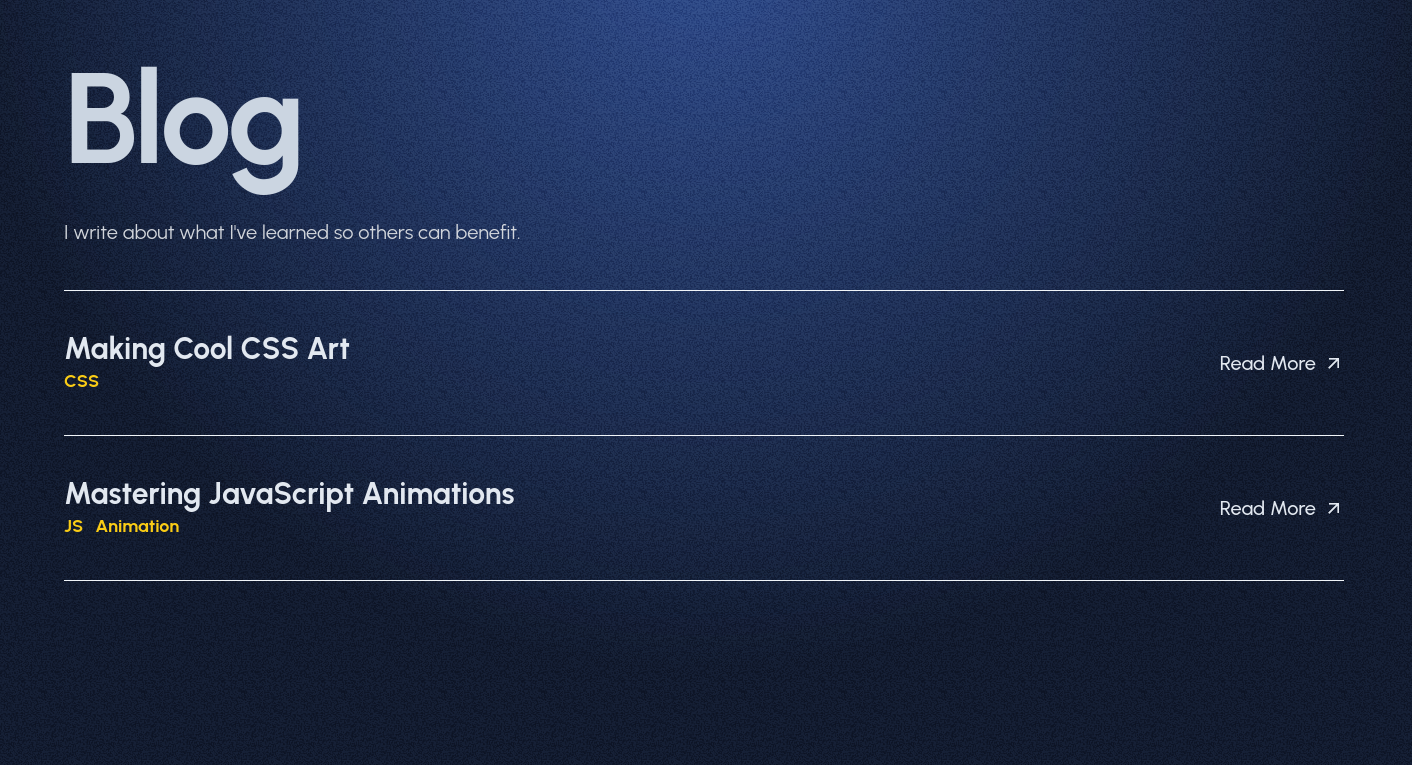 Blog
I write about what I've learned so others can benefit.
Making Cool CSS Art
CSS
Read More
Mastering JavaScript Animations
JS Animation
Read More